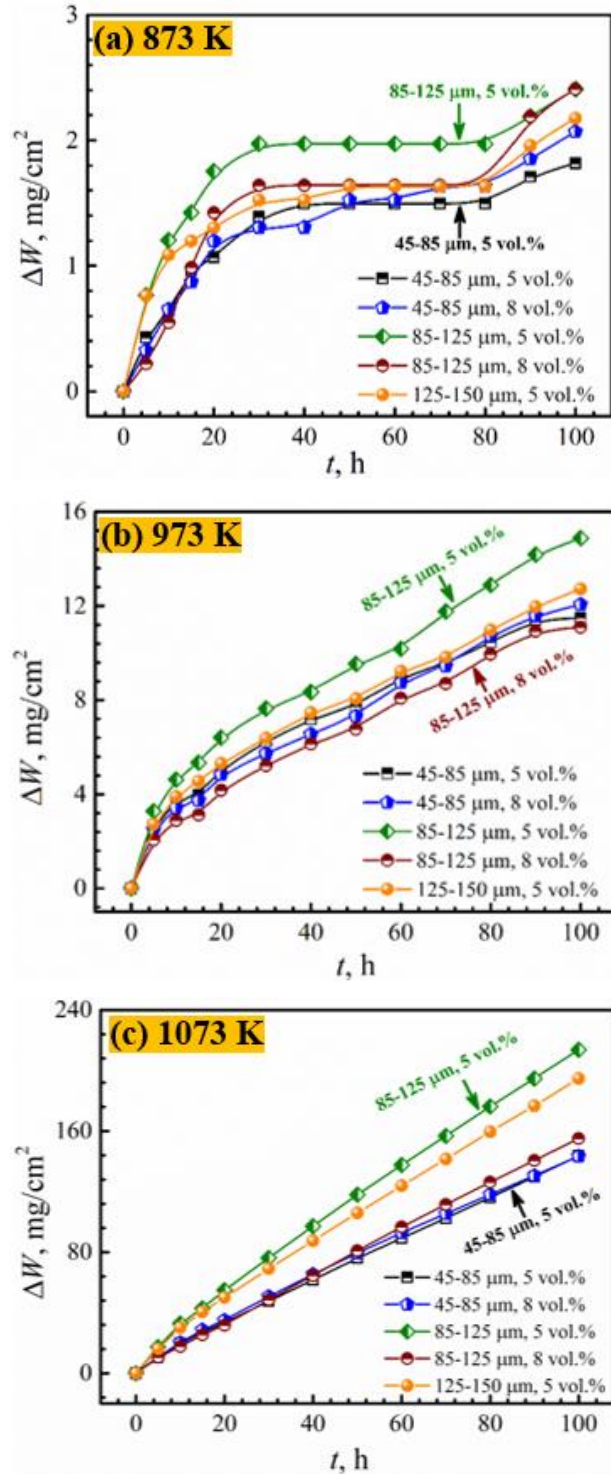 (a) 873 K
3
2
1
0
ΔW, mg/cm²
85-125 μm, 5 vol.%
45-85 μm, 5 vol.%
45-85 μm, 5 vol.%
45-85 μm, 8 vol.%
85-125 μm, 5 vol.%
85-125 μm, 8 vol.%
125-150 μm, 5 vol.%
0 20 40 60 80 100
t, h
(b) 973 K
16
12
8
4
0
ΔW, mg/cm²
85-125 μm, 5 vol.%
85-125 μm, 8 vol.%
45-85 μm, 5 vol.%
45-85 μm, 8 vol.%
85-125 μm, 5 vol.%
85-125 μm, 8 vol.%
125-150 μm, 5 vol.%
0 20 40 60 80 100
t, h
(c) 1073 K
240
160
80
0
ΔW, mg/cm²
85-125 μm, 5 vol.%
45-85 μm, 5 vol.%
45-85 μm, 5 vol.%
45-85 μm, 8 vol.%
85-125 μm, 5 vol.%
85-125 μm, 8 vol.%
125-150 μm, 5 vol.%
0 20 40 60 80 100
t, h